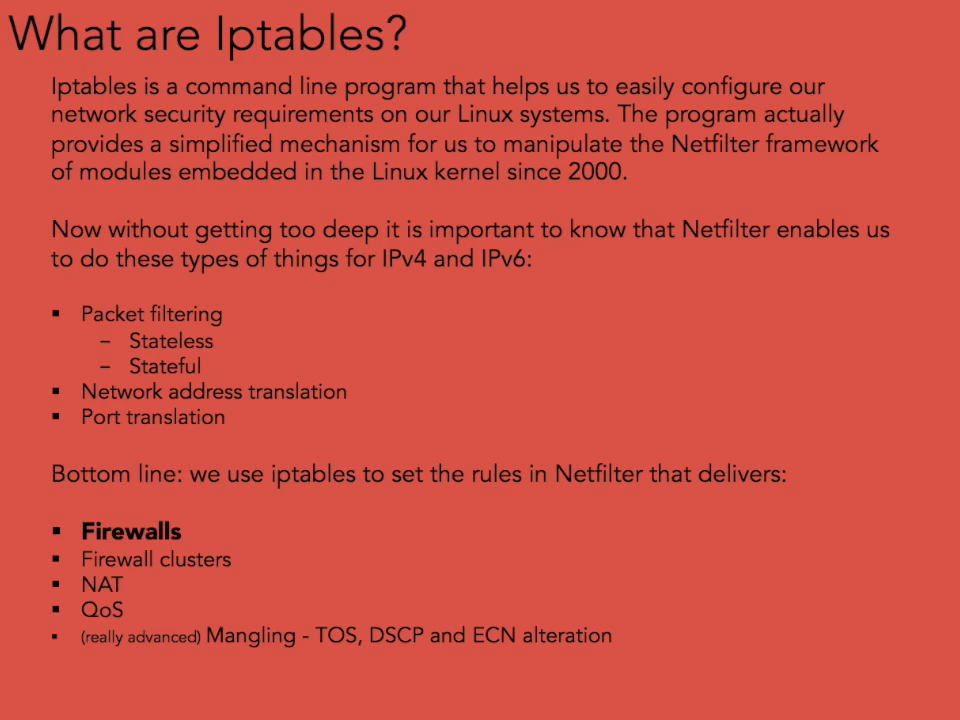 What are Iptables?
Iptables is a command line program that helps us to easily configure our
network security requirements on our Linux systems. The program actually
provides a simplified mechanism for us to manipulate the Netfilter framework
of modules embedded in the Linux kernel since 2000.
Now without getting too deep it is important to know that Netfilter enables us
to do these types of things for IPv4 and IPv6:
▪ Packet filtering
– Stateless
– Stateful
▪ Network address translation
▪ Port translation
Bottom line: we use iptables to set the rules in Netfilter that delivers:
▪ Firewalls
▪ Firewall clusters
▪ NAT
▪ QoS
▪ (really advanced) Mangling - TOS, DSCP and ECN alteration